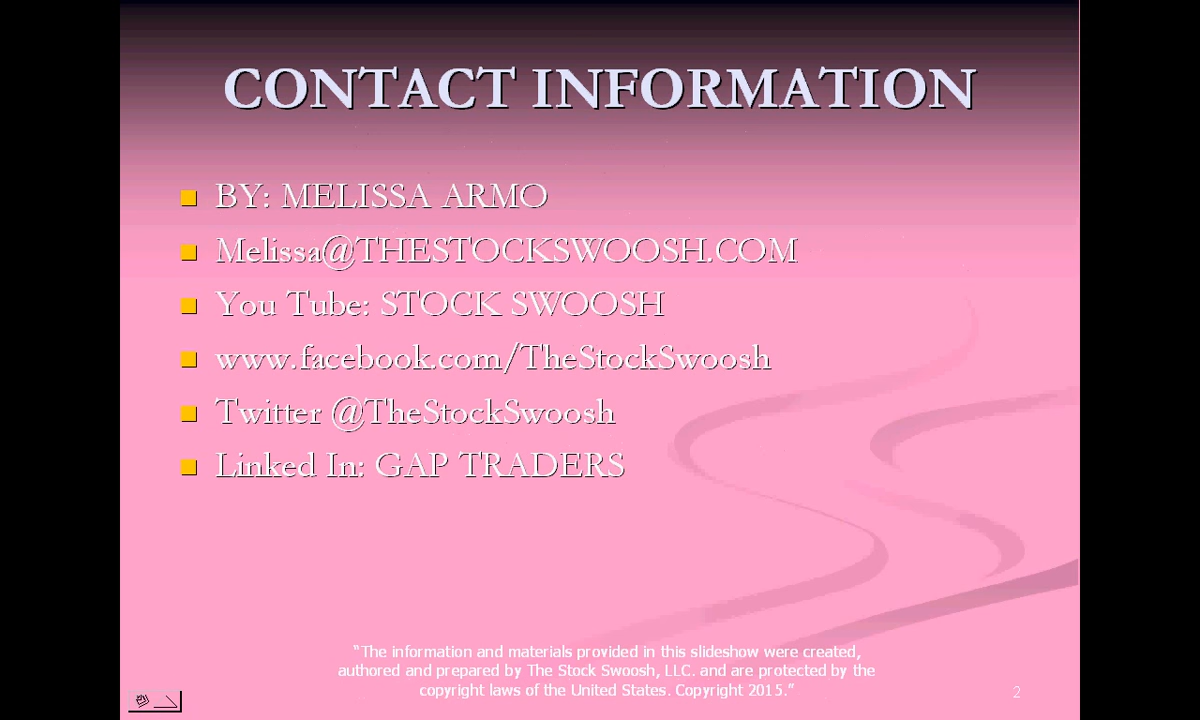 CONTACT INFORMATION
BY: MELISSA ARMO
Melissa@THESTOCKSWOOSH.COM
You Tube: STOCK SWOOSH
www.facebook.com/TheStockSwoosh
Twitter @TheStockSwoosh
Linked In: GAP TRADERS
“The information and materials provided in this slideshow were created,
authored and prepared by The Stock Swoosh, LLC. and are protected by the
copyright laws of the United States. Copyright 2015.”
2